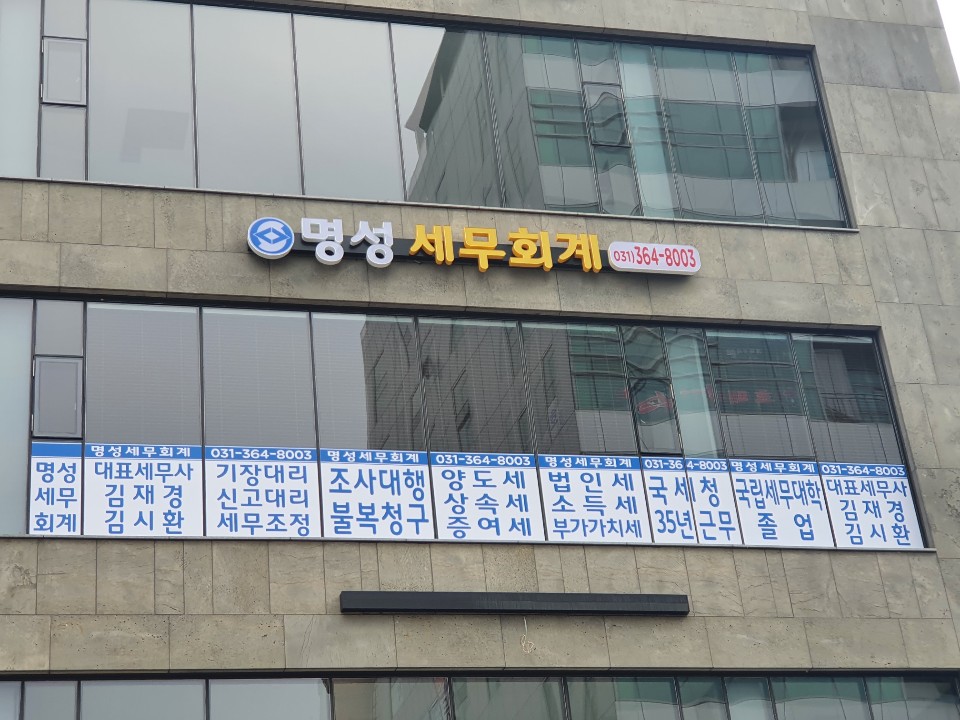 명성 세무회계 031)364-8003
명성
세무
회계
명성세무회계
대표세무사
김재경
김시환
031-364-8003
기장대리
신고대리
세무조정
명성세무회계
조사대행
불복청구
031-364-8003
양도세
상속세
증여세
명성세무회계
법인세
소득세
부가가치세
031-364-8003
국세청
35년근무
명성세무회계
국립세무대학
졸업
031-364-8003
대표세무사
김재경
김시환